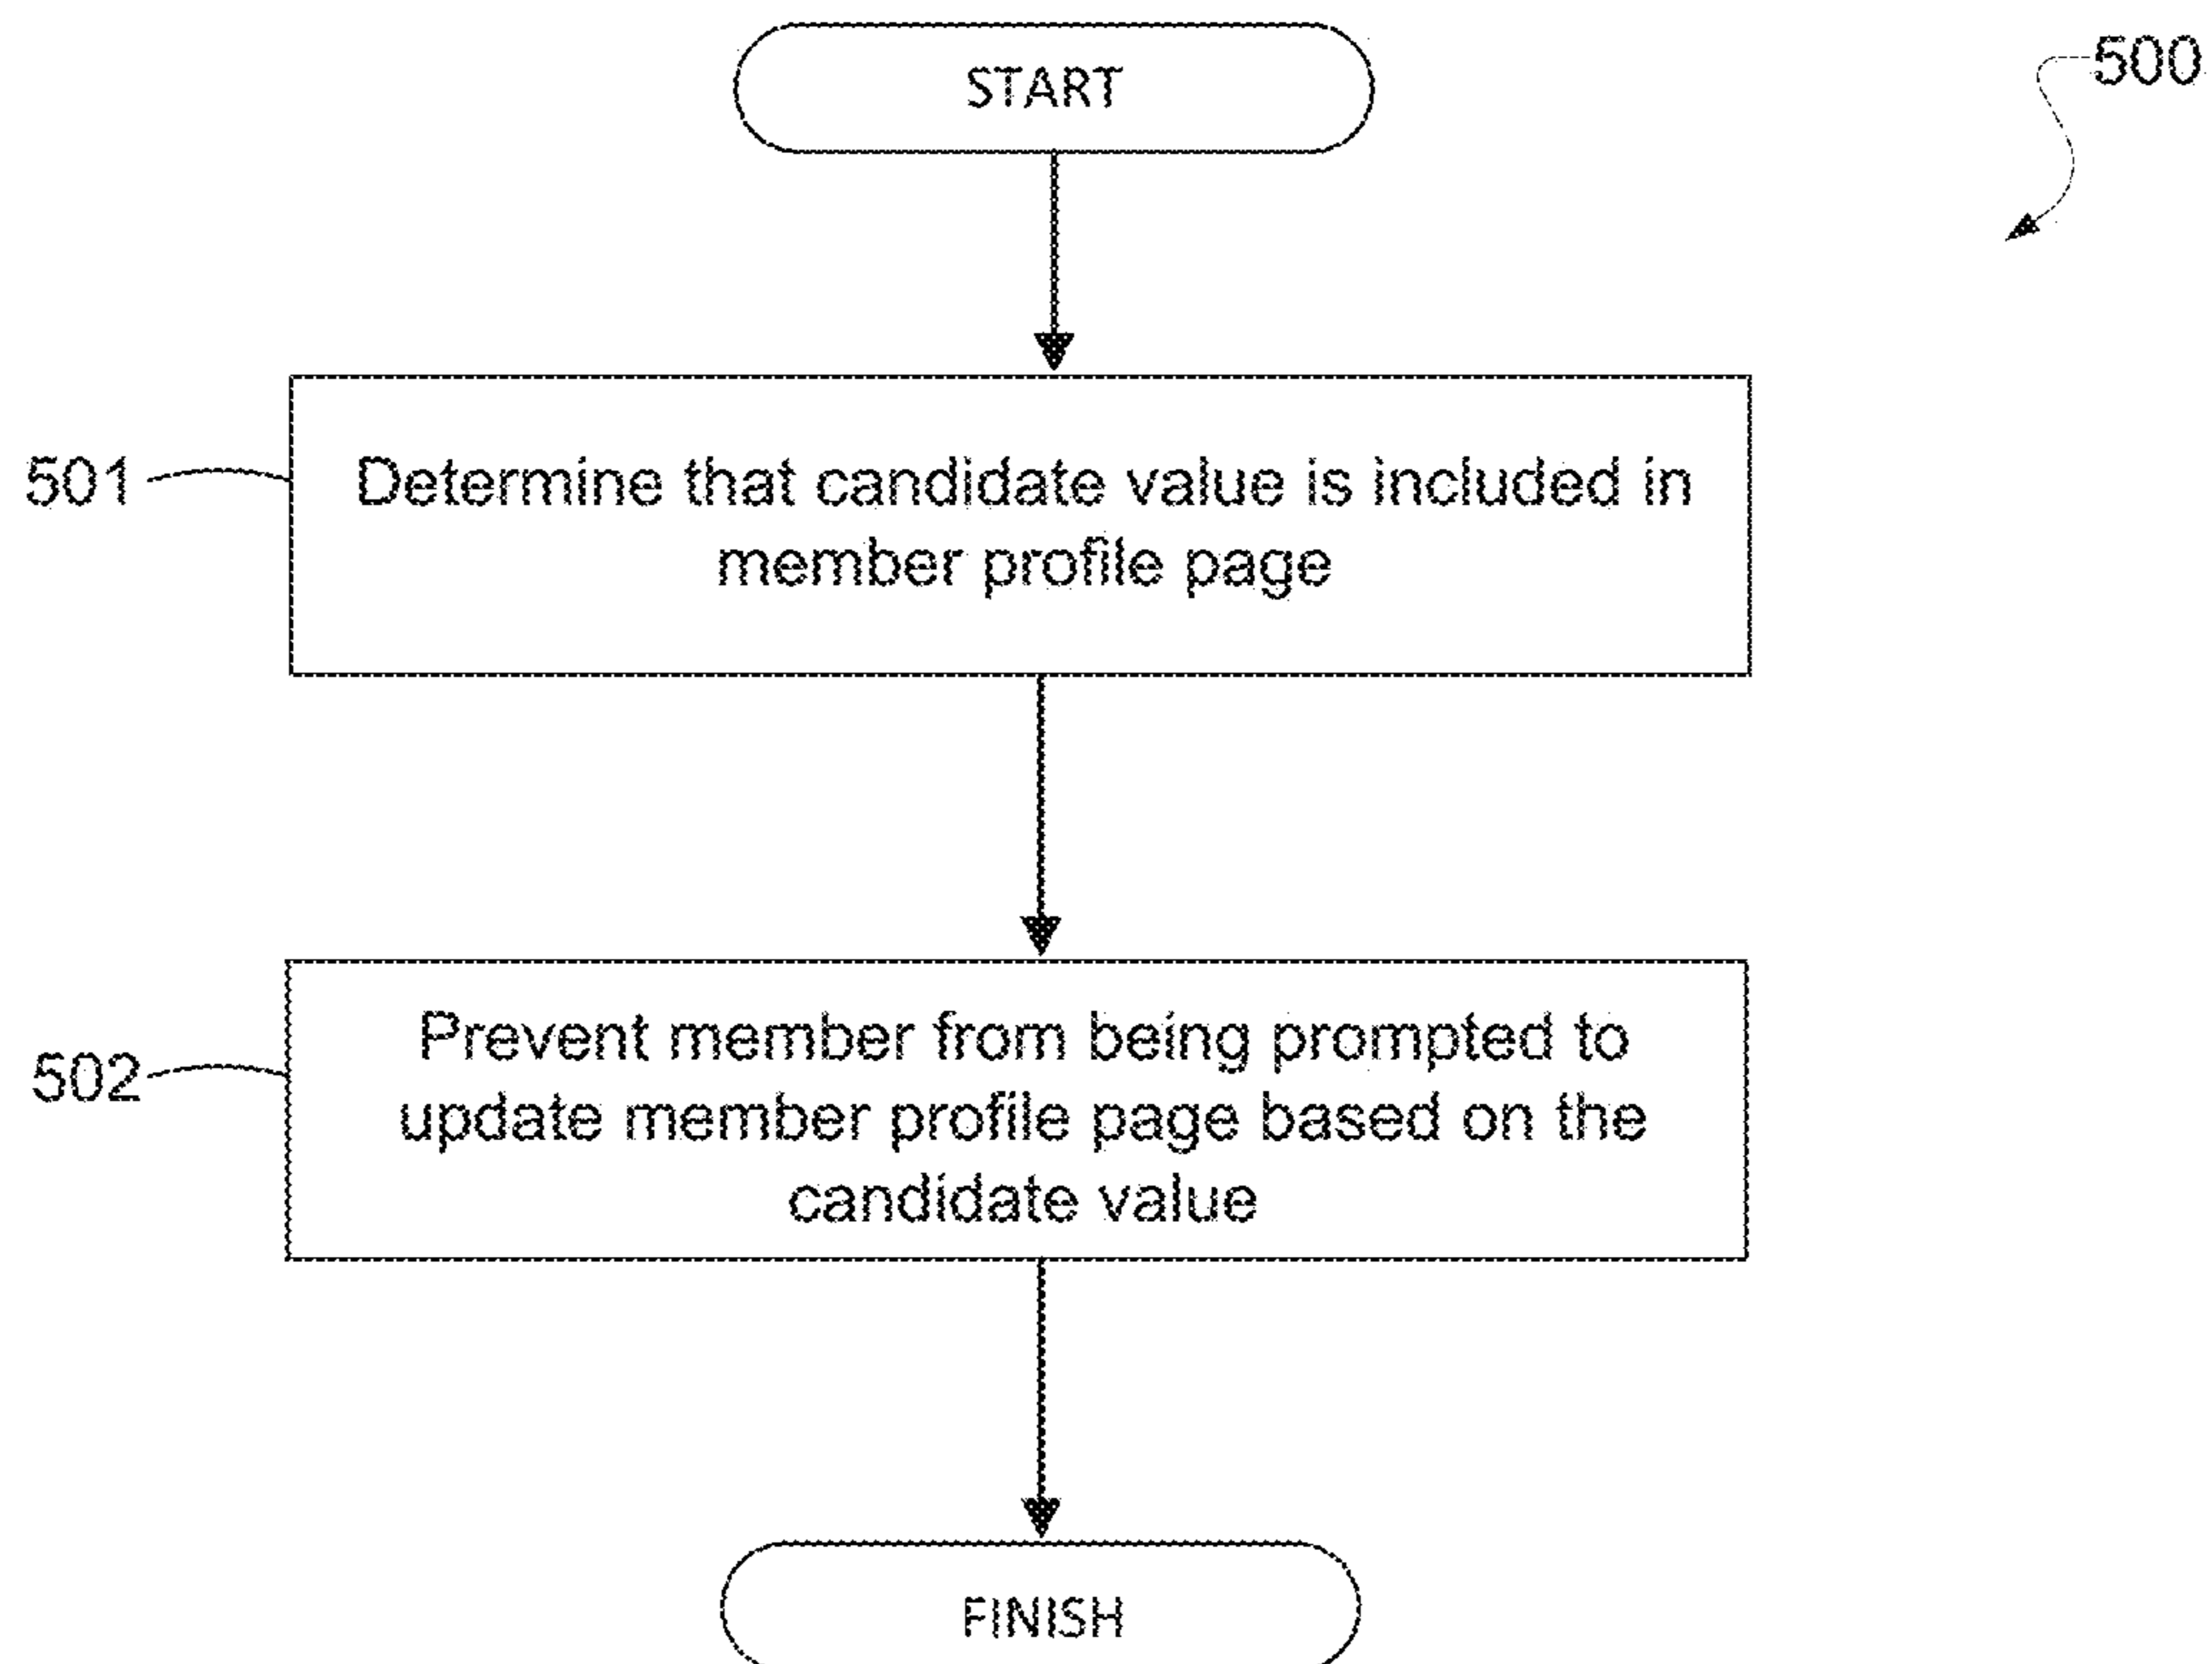 START
500
501
Determine that candidate value is included in
member profile page
502
Prevent member from being prompted to
update member profile page based on the
candidate value
FINISH